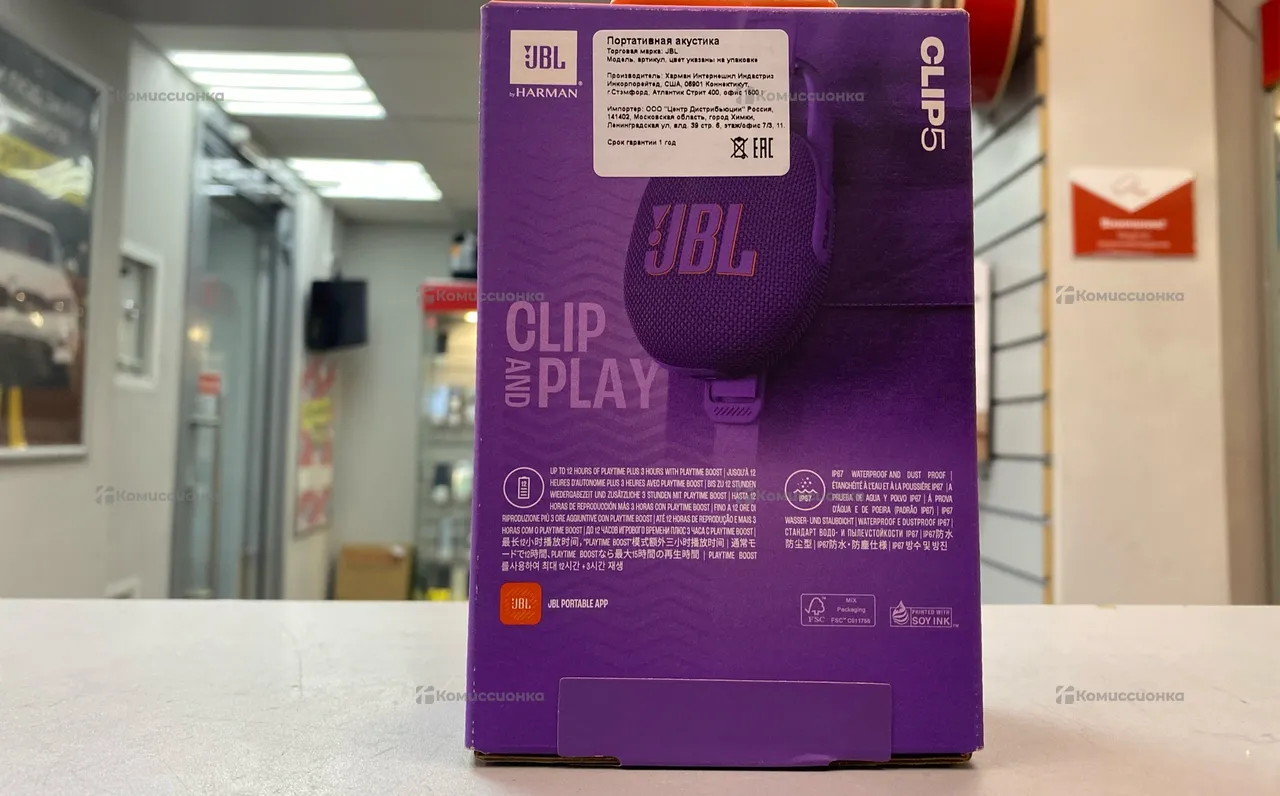 JBL
by HARMAN
Портативная акустика
Торговая марка: JBL
Модель, артикул, цвет указаны на упаковке
Производитель: Харман Интернешнл Индастриз
Инкорпорейтед, США, 06901 Коннектикут,
г.Стэмфорд, Атлантик Стрит 400, офис 1500
Импортер: ООО "Центр Дистрибьюции" Россия,
141402, Московская область, город Химки,
Ленинградская ул, влд. 39 стр. 6, этаж/офис 7/3, 11.
Срок гарантии 1 год
EAC
CLIP5
JBL
CLIP
AND
PLAY
UP TO 12 HOURS OF PLAYTIME PLUS 3 HOURS WITH PLAYTIME BOOST | JUSQU'À 12
HEURES D'AUTONOMIE PLUS 3 HEURES AVEC PLAYTIME BOOST | BIS ZU 12 STUNDEN
WIEDERGABEZEIT UND ZUSÄTZLICHE 3 STUNDEN MIT PLAYTIME BOOST | HASTA 12
HORAS DE REPRODUCCIÓN MÁS 3 HORAS CON PLAYTIME BOOST | FINO A 12 ORE DI
RIPRODUZIONE PIÙ 3 ORE AGGIUNTIVE CON PLAYTIME BOOST | ATÉ 12 HORAS DE REPRODUÇÃO E MAIS 3
HORAS COM O PLAYTIME BOOST | ДО 12 ЧАСОВ ИГРОВОГО ВРЕМЕНИ ПЛЮС 3 ЧАСА С PLAYTIME BOOST |
最长12小时播放时间，"PLAYTIME BOOST"模式额外三小时播放时间 | 通常モ
ードで12時間、PLAYTIME BOOSTなら最大15時間の再生時間 | PLAYTIME BOOST
를 사용하여 최대 12시간 +3시간 재생
IP67
IP67 WATERPROOF AND DUST PROOF |
ÉTANCHÉITÉ À L'EAU ET À LA POUSSIÈRE IP67 | A
PRUEBA DE AGUA Y POLVO IP67 | À PROVA
D'ÁGUA E DE POEIRA (PADRÃO IP67) | IP67
WASSER- UND STAUBDICHT | WATERPROOF E DUSTPROOF IP67 |
СТАНДАРТ ВОДО- И ПЫЛЕУСТОЙКОСТИ IP67 | IP67防水
防尘型 | IP67防水・防塵仕様 | IP67 방수 및 방진
JBL
JBL PORTABLE APP
FSC
MIX
Packaging
FSC™ C011755
PRINTED WITH
SOY INK™
Комиссионка
Комиссионка
Комиссионка
Комиссионка
Комиссионка
Комиссионка
Комиссионка
Комиссионка